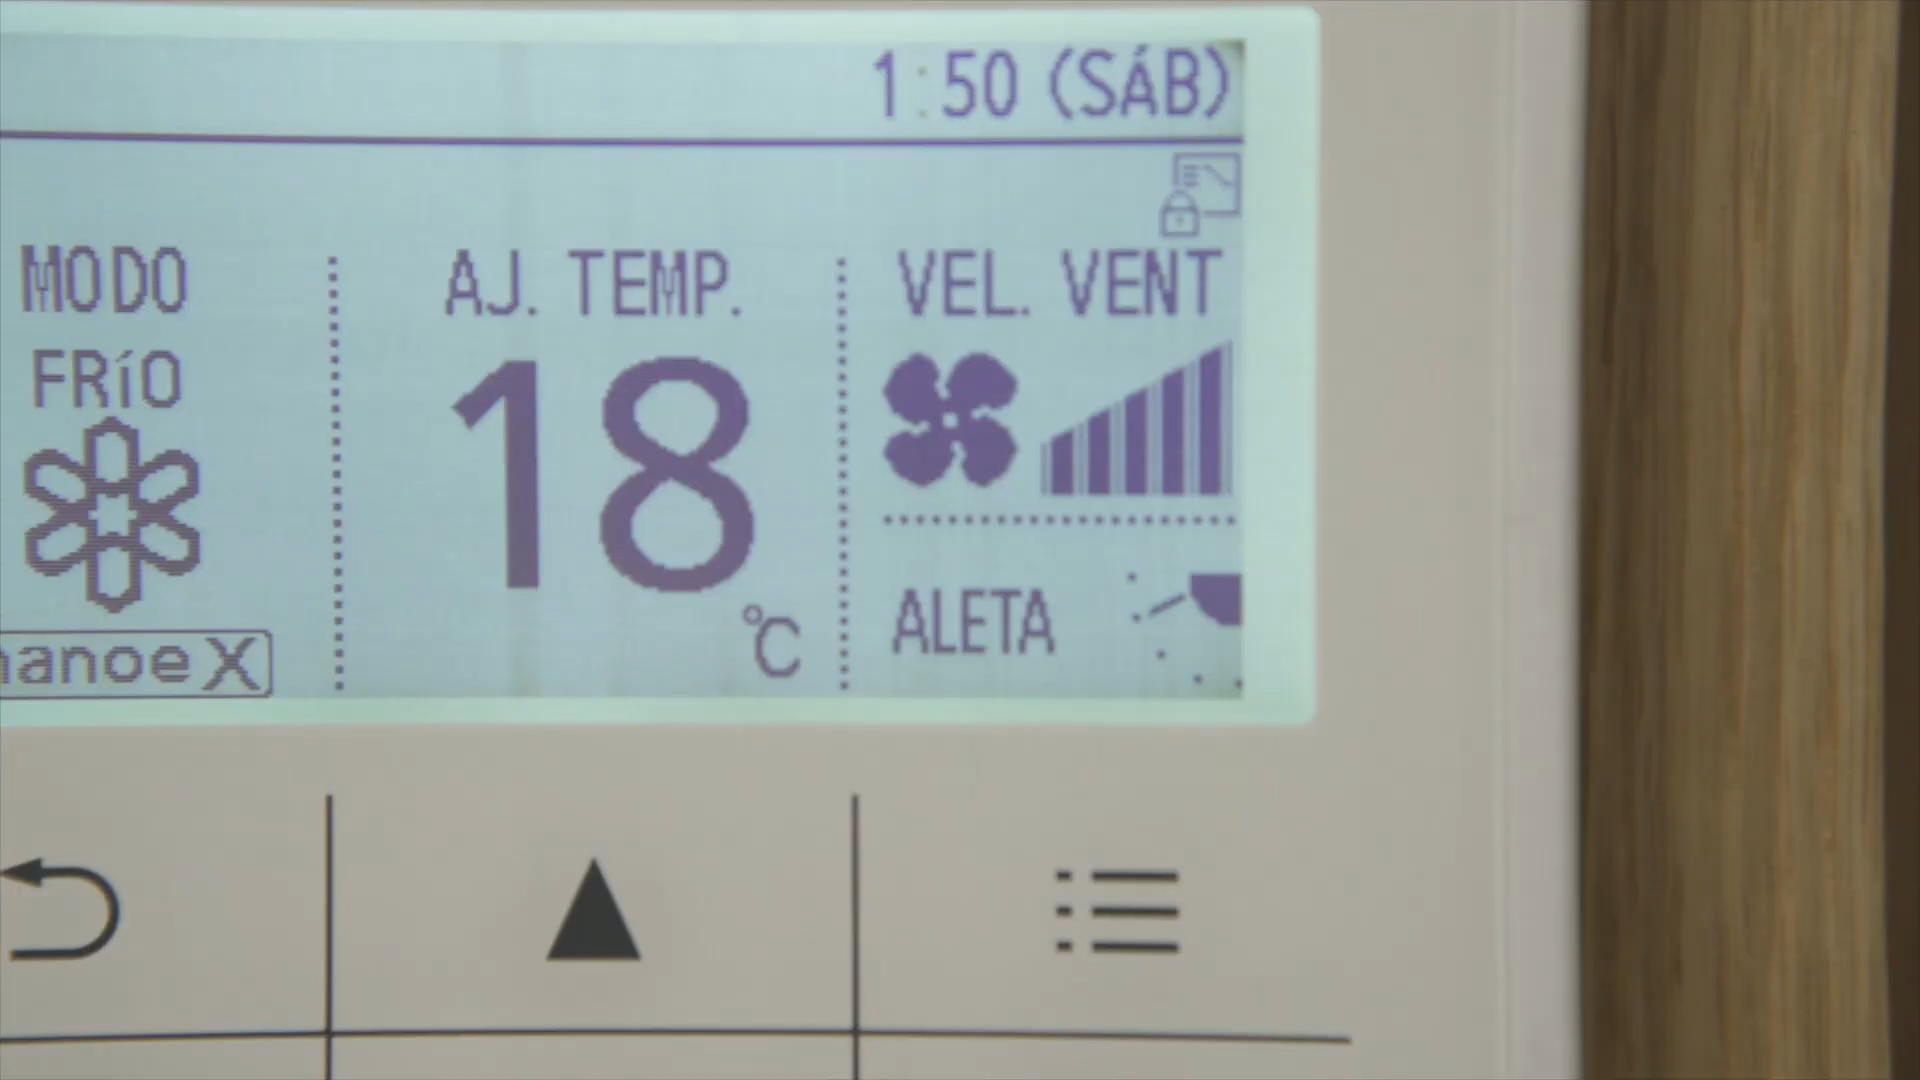 1:50 (SÁB)
MODO
FRíO
nanoeX
AJ. TEMP.
18
°C
VEL. VENT
ALETA